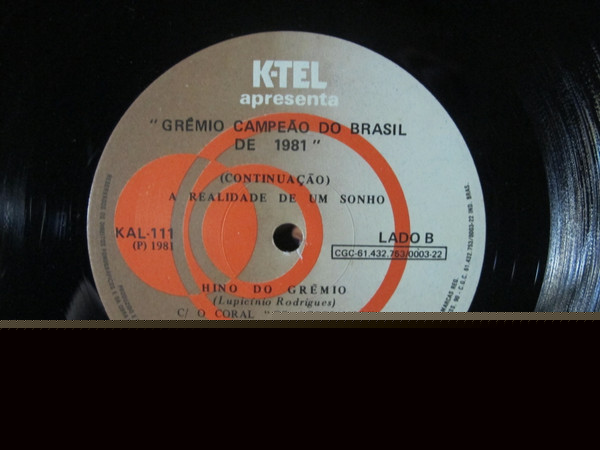 K-TEL
apresenta
"GRÊMIO CAMPEÃO DO BRASIL
DE 1981"
(CONTINUAÇÃO)
A REALIDADE DE UM SONHO
KAL-111
(P) 1981
LADO B
CGC-61.432.763/0003-22
HINO DO GRÊMIO
(Lupicínio Rodrigues)
C/ O CORAL